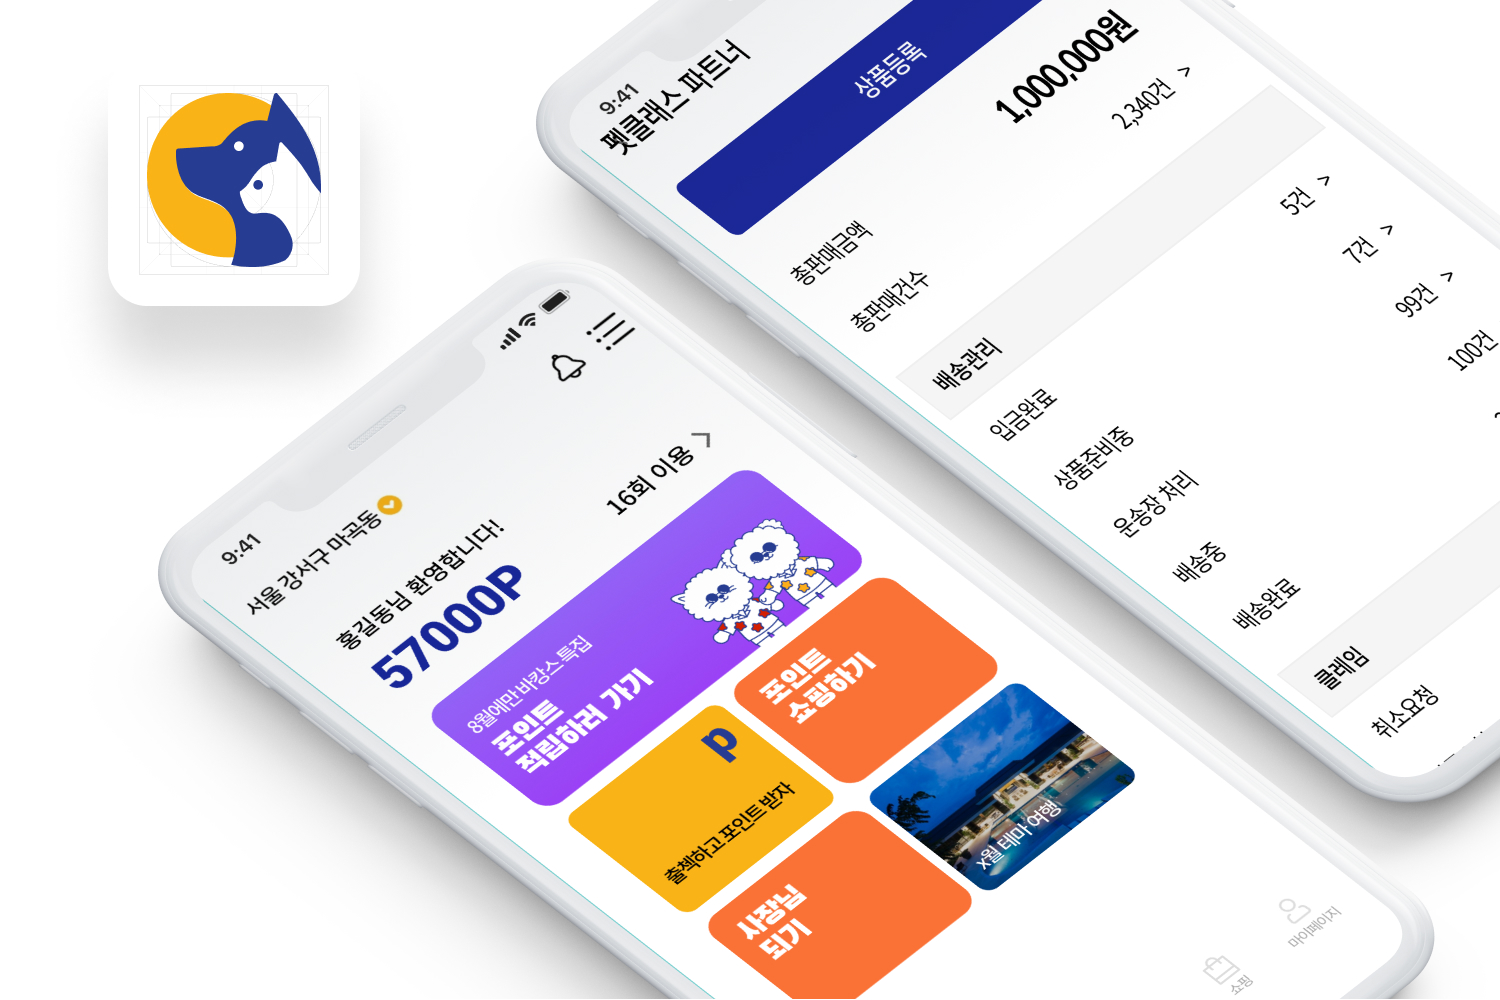 9:41
서울 강서구 마곡동
홍길동님 환영합니다!
57000P
16회 이용 >
8월에만 바캉스 특집
포인트
적립하러 가기
포인트
쇼핑하기
p
출첵하고 포인트 받자
x월 테마 여행
사장님
되기
쇼핑
마이페이지
9:41
펫클래스 파트너
상품등록
총판매금액 1,000,000원
총판매건수 2,340건 >
배송관리
입금완료 5건 >
상품준비중 7건 >
운송장 처리 99건 >
배송중 100건
배송완료
클레임
취소요청